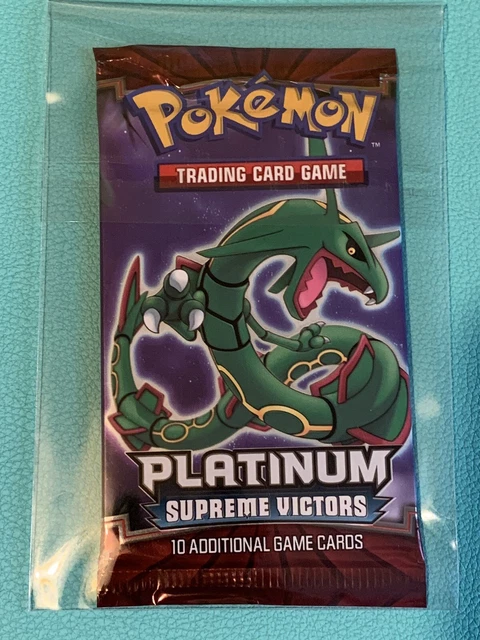 POKéMON
™
TRADING CARD GAME
PLATINUM
SUPREME VICTORS
10 ADDITIONAL GAME CARDS